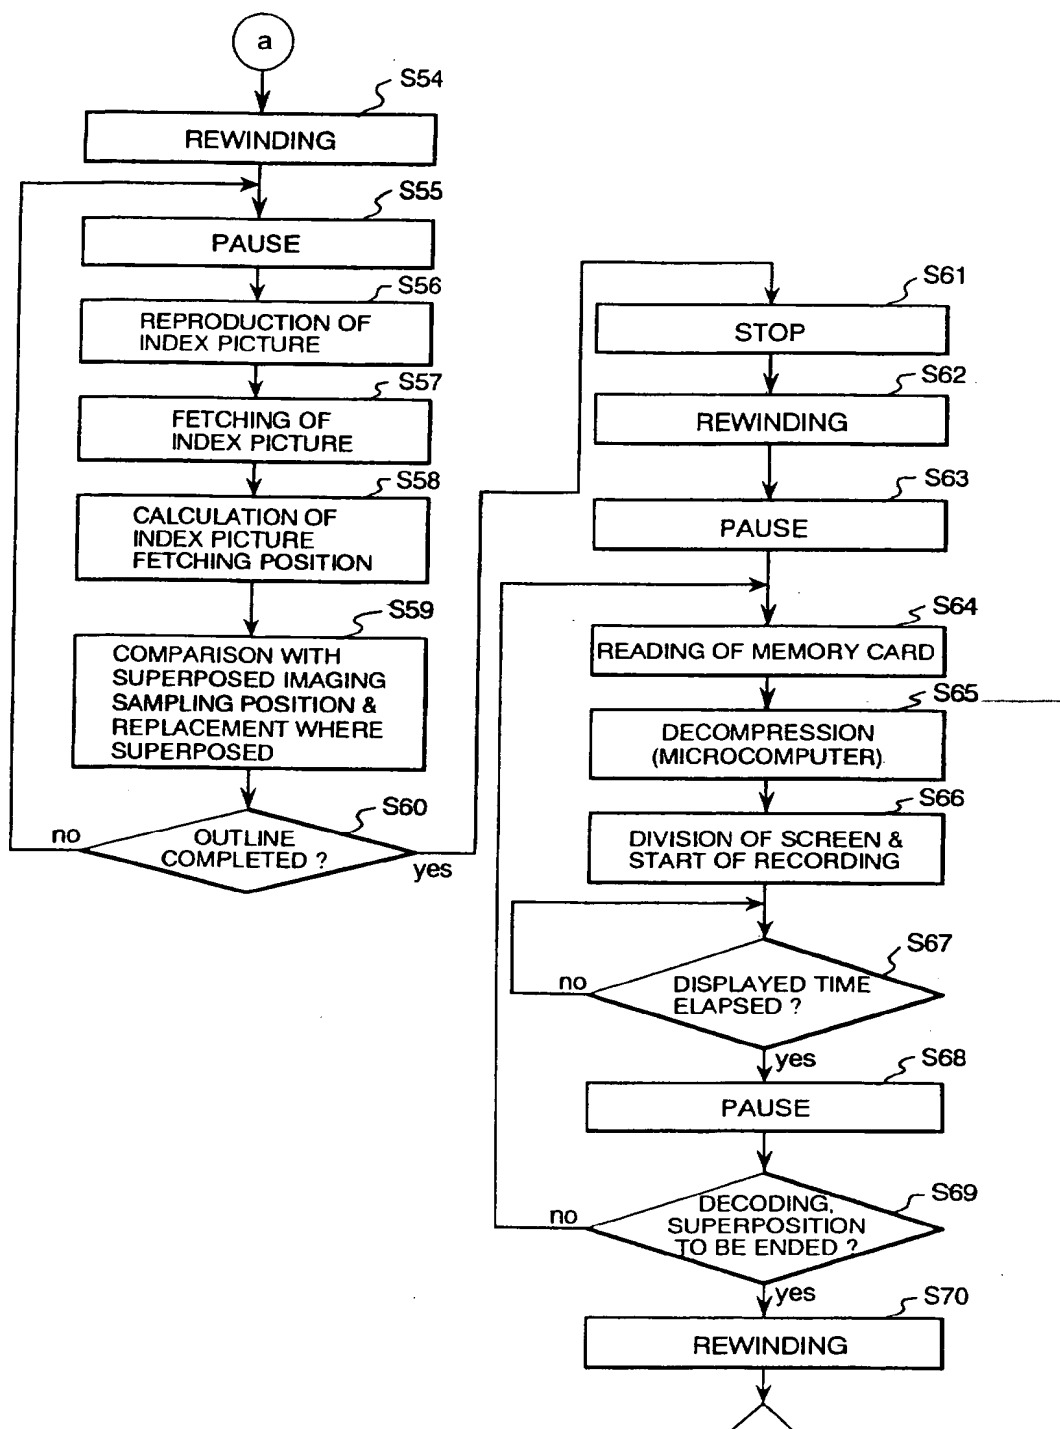 a
S54
REWINDING
S55
PAUSE
S56
REPRODUCTION OF
INDEX PICTURE
S57
FETCHING OF
INDEX PICTURE
S58
CALCULATION OF
INDEX PICTURE
FETCHING POSITION
S59
COMPARISON WITH
SUPERPOSED IMAGING
SAMPLING POSITION &
REPLACEMENT WHERE
SUPERPOSED
S60
no
OUTLINE
COMPLETED ?
yes
S61
STOP
S62
REWINDING
S63
PAUSE
S64
READING OF MEMORY CARD
S65
DECOMPRESSION
(MICROCOMPUTER)
S66
DIVISION OF SCREEN &
START OF RECORDING
S67
no
DISPLAYED TIME
ELAPSED ?
yes
S68
PAUSE
S69
no
DECODING,
SUPERPOSITION
TO BE ENDED ?
yes
S70
REWINDING